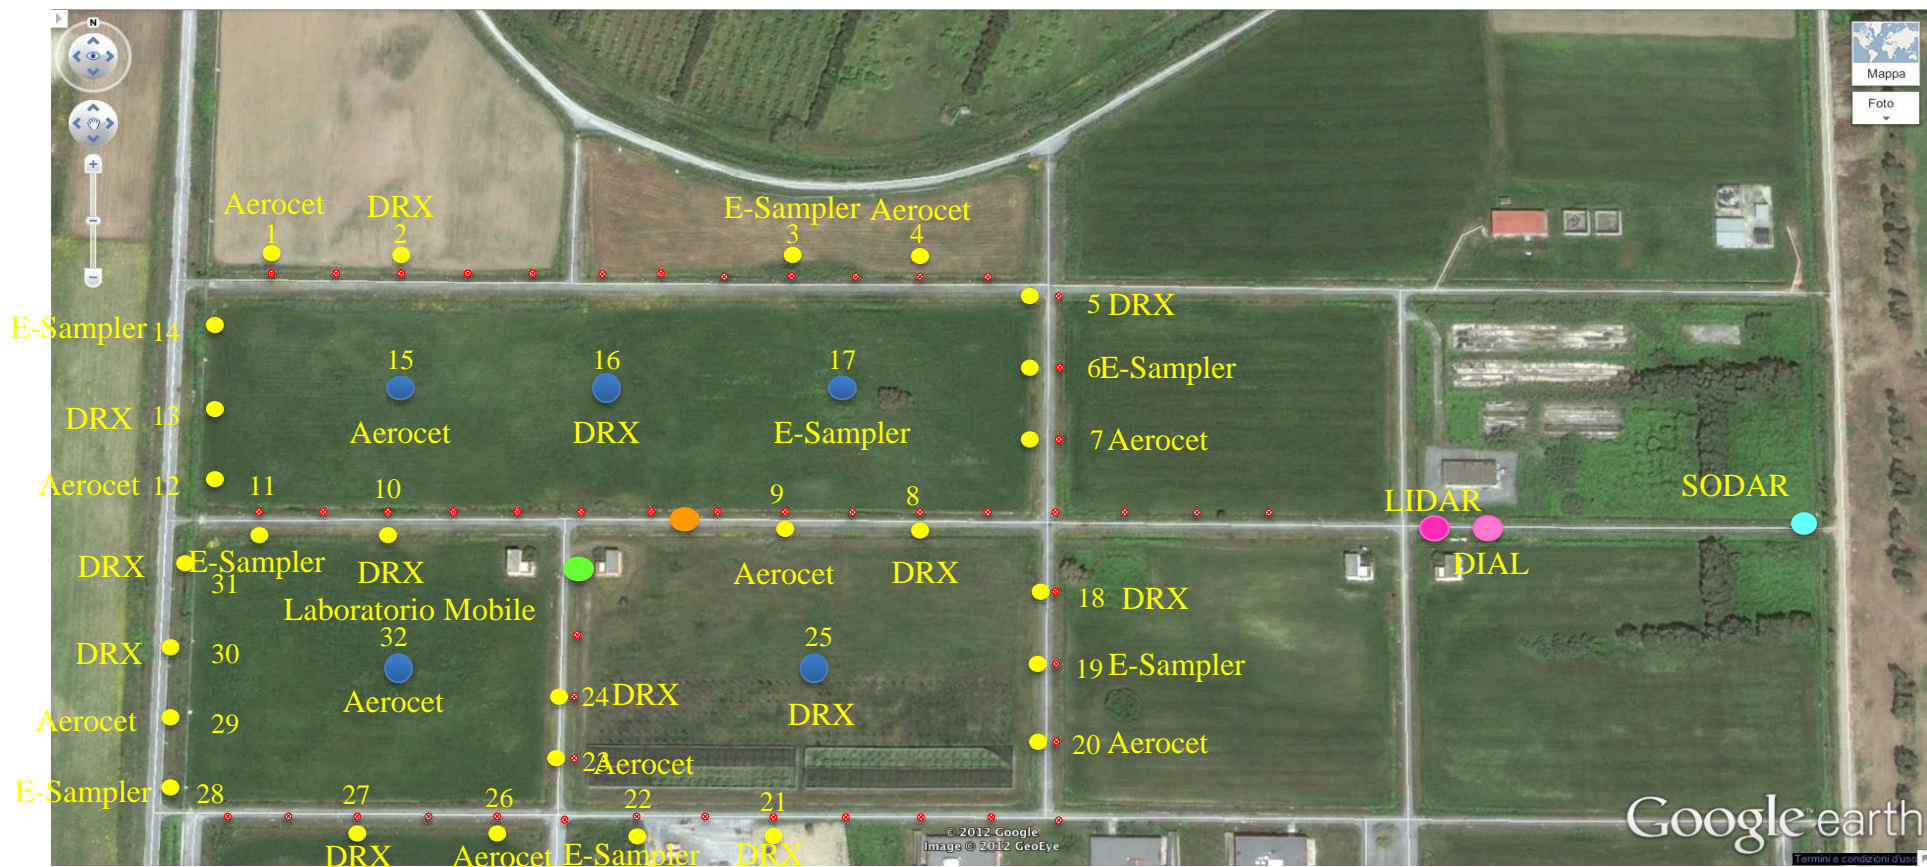 N
Mappa
Foto
Aerocet
DRX
E-Sampler
Aerocet
1
2
3
4
5 DRX
E-Sampler 14
15
16
17
6 E-Sampler
DRX 13
Aerocet
DRX
E-Sampler
7 Aerocet
Aerocet 12
11
10
9
8
LIDAR
SODAR
DRX
31
E-Sampler
DRX
Aerocet
DRX
DIAL
Laboratorio Mobile
18 DRX
DRX
30
32
25
19 E-Sampler
Aerocet
24 DRX
DRX
Aerocet
29
20 Aerocet
23
Aerocet
E-Sampler
28
27
26
22
21
DRX
Aerocet
E-Sampler
DRX
© 2012 Google
Image © 2012 GeoEye
Google earth
Termini e condizioni d'uso